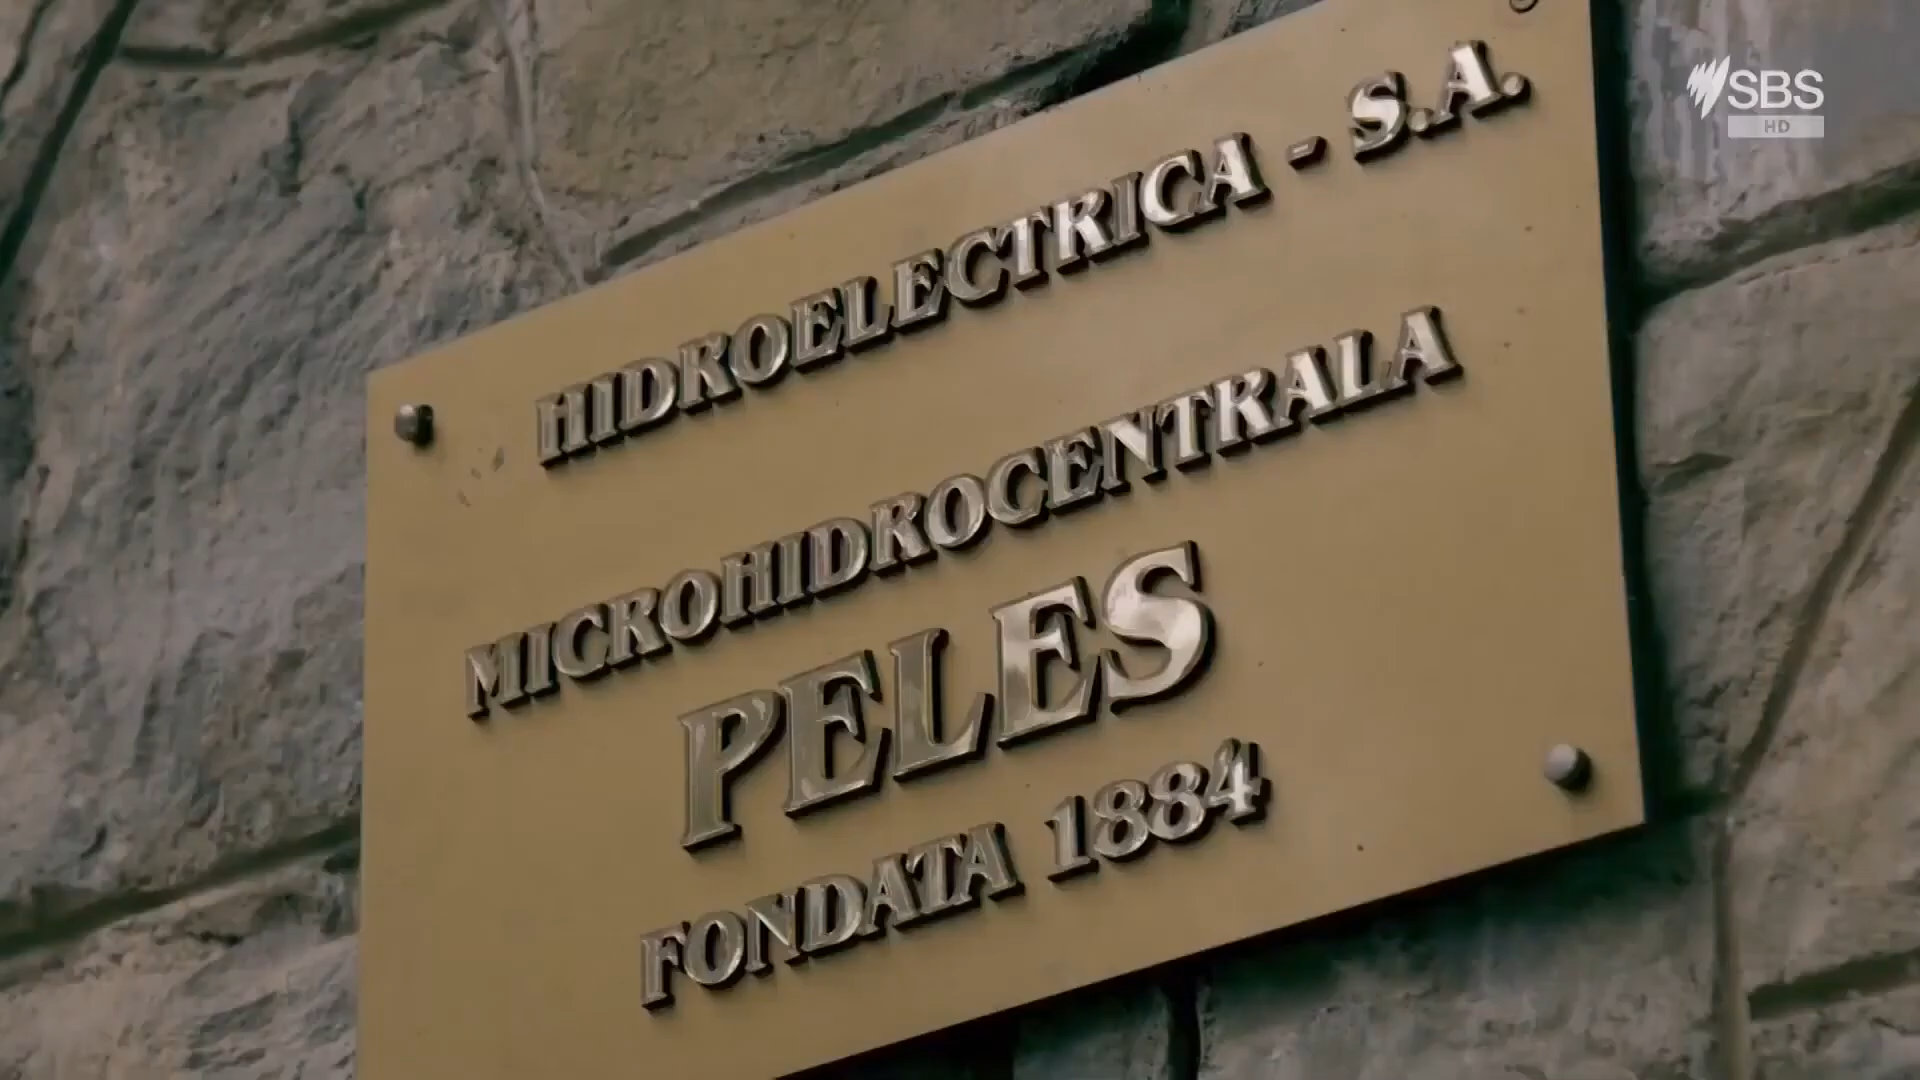 HIDROELECTRICA - S.A.
MICROHIDROCENTRALA
PELES
FONDATA 1884
SBS
HD